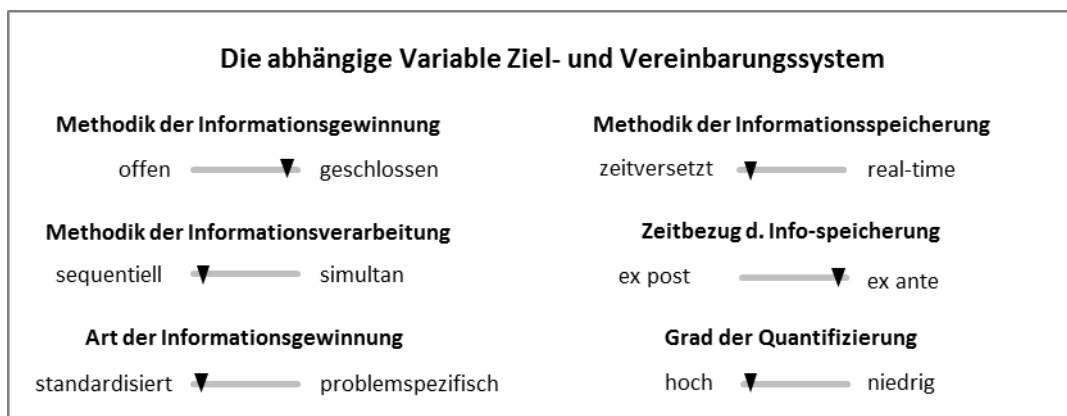 Die abhängige Variable Ziel- und Vereinbarungssystem
Methodik der Informationsgewinnung
offen geschlossen
Methodik der Informationsspeicherung
zeitversetzt real-time
Methodik der Informationsverarbeitung
sequentiell simultan
Zeitbezug d. Info-speicherung
ex post ex ante
Art der Informationsgewinnung
standardisiert problemspezifisch
Grad der Quantifizierung
hoch niedrig